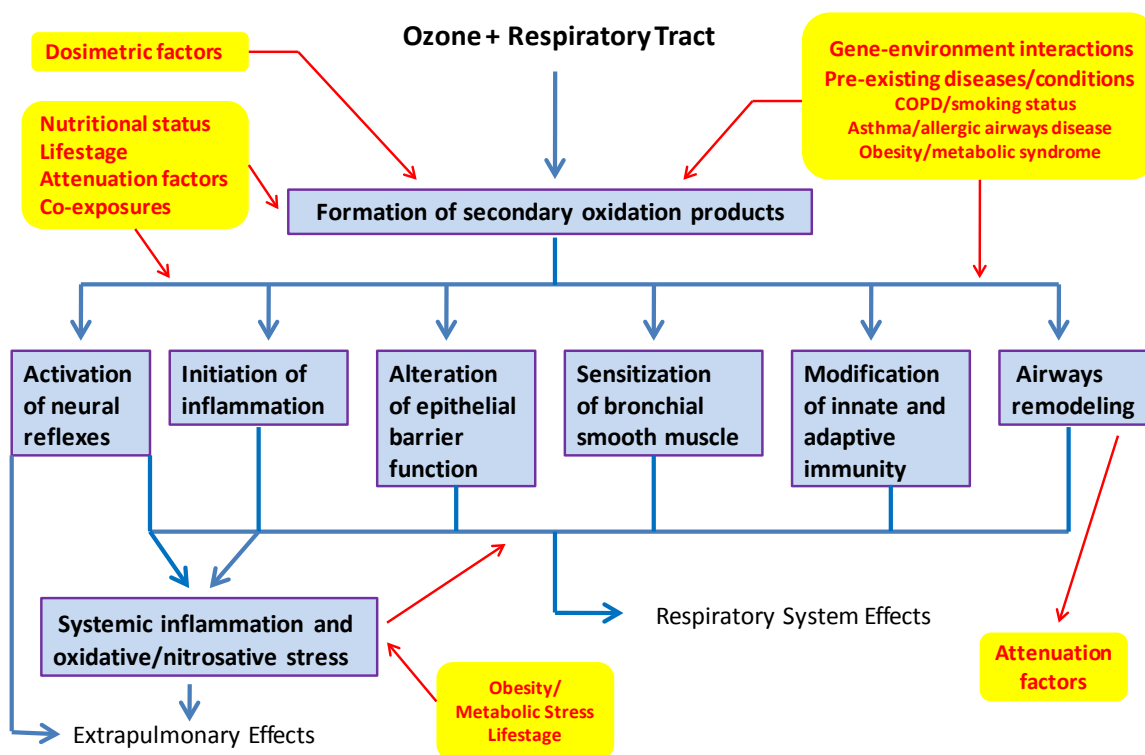 Ozone + Respiratory Tract
Dosimetric factors
Gene-environment interactions
Pre-existing diseases/conditions
COPD/smoking status
Asthma/allergic airways disease
Obesity/metabolic syndrome
Nutritional status
Lifestage
Attenuation factors
Co-exposures
Formation of secondary oxidation products
Activation
of neural
reflexes
Initiation of
inflammation
Alteration
of epithelial
barrier
function
Sensitization
of bronchial
smooth muscle
Modification
of innate and
adaptive
immunity
Airways
remodeling
Systemic inflammation and
oxidative/nitrosative stress
Respiratory System Effects
Attenuation
factors
Obesity/
Metabolic Stress
Lifestage
Extrapulmonary Effects